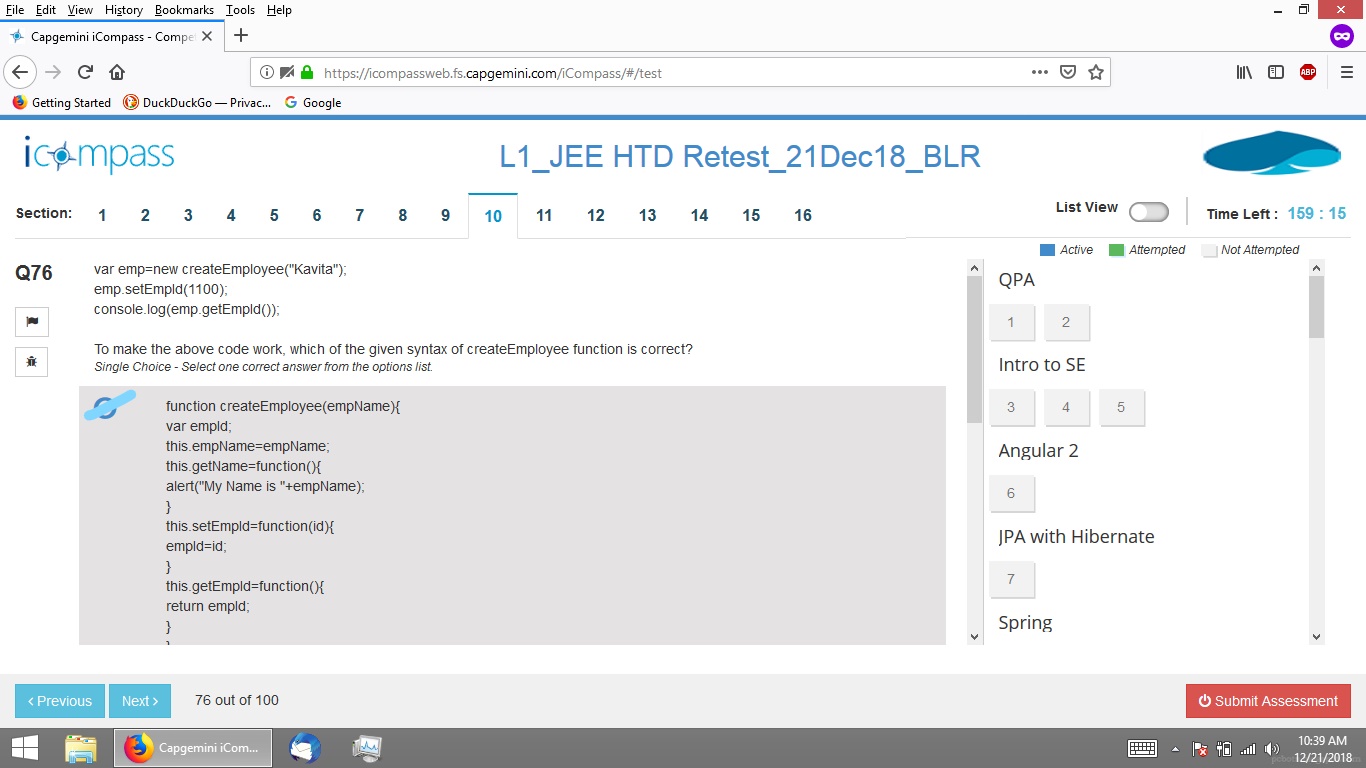 File Edit View History Bookmarks Tools Help
Capgemini iCompass - Compe
https://icompassweb.fs.capgemini.com/iCompass/#/test
ABP
Getting Started DuckDuckGo — Privac... Google
icompass
L1_JEE HTD Retest_21Dec18_BLR
Section: 1 2 3 4 5 6 7 8 9 10 11 12 13 14 15 16
List View
Time Left : 159 : 15
Active Attempted Not Attempted
Q76
var emp=new createEmployee("Kavita");
emp.setEmpId(1100);
console.log(emp.getEmpId());
To make the above code work, which of the given syntax of createEmployee function is correct?
Single Choice - Select one correct answer from the options list.
function createEmployee(empName){
var empId;
this.empName=empName;
this.getName=function(){
alert("My Name is "+empName);
}
this.setEmpId=function(id){
empId=id;
}
this.getEmpId=function(){
return empId;
}
}
QPA
1 2
Intro to SE
3 4 5
Angular 2
6
JPA with Hibernate
7
Spring
Previous Next 76 out of 100
Submit Assessment
Capgemini iCom...
10:39 AM
12/21/2018